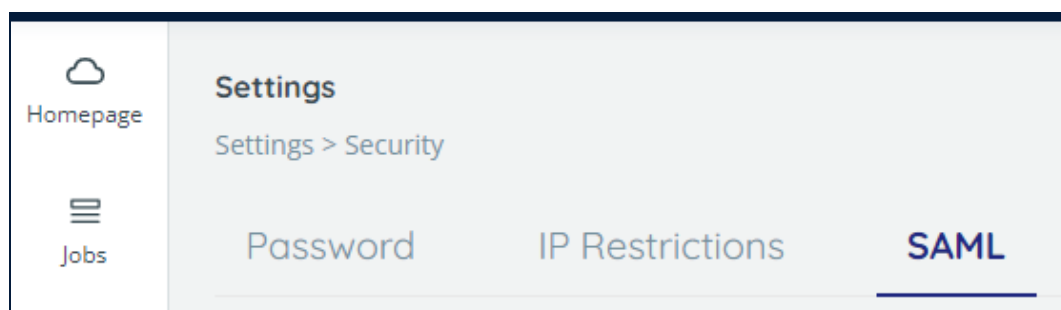 Homepage
Jobs
Settings
Settings > Security
Password IP Restrictions SAML